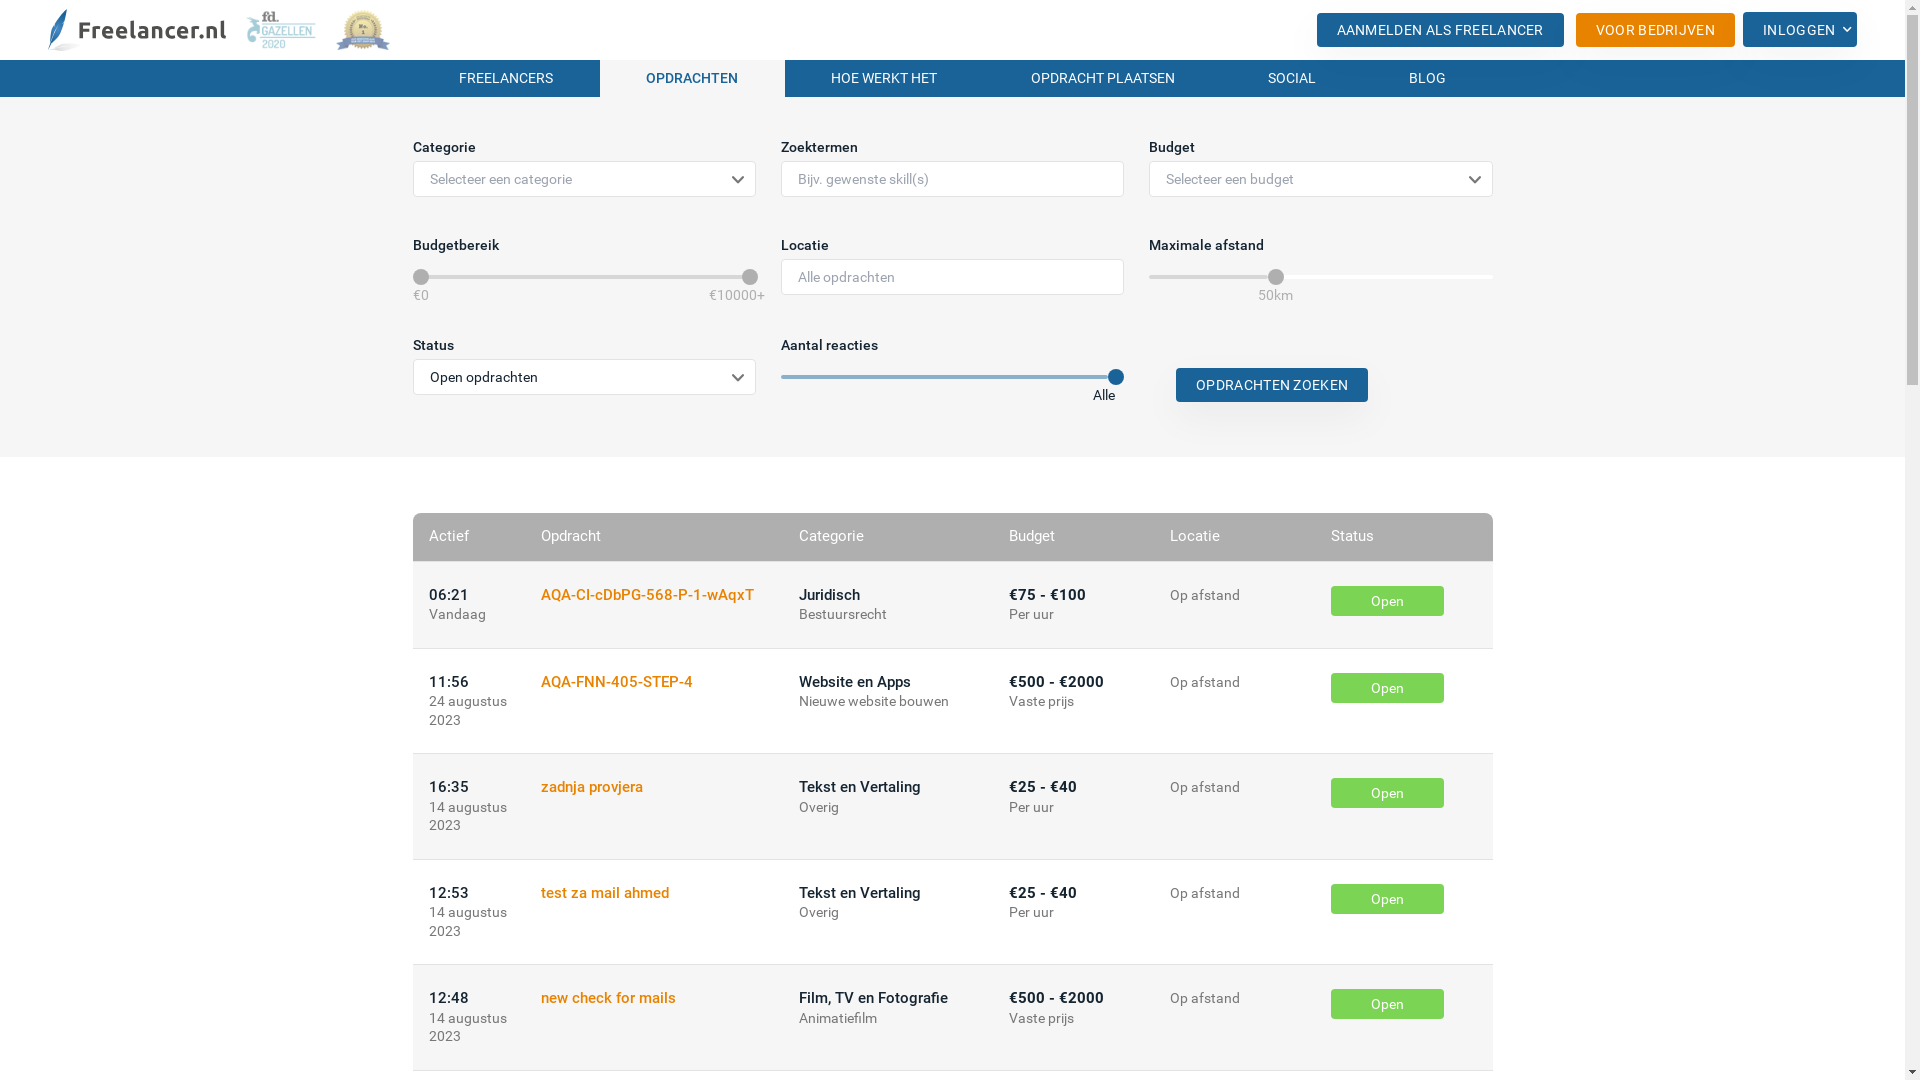 Freelancer.nl
fd.
GAZELLEN
2020
AANMELDEN ALS FREELANCER
VOOR BEDRIJVEN
INLOGGEN
FREELANCERS
OPDRACHTEN
HOE WERKT HET
OPDRACHT PLAATSEN
SOCIAL
BLOG
Categorie
Zoektermen
Budget
Selecteer een categorie
Bijv. gewenste skill(s)
Selecteer een budget
Budgetbereik
Locatie
Maximale afstand
Alle opdrachten
€0
€10000+
50km
Status
Aantal reacties
Open opdrachten
Alle
OPDRACHTEN ZOEKEN
Actief Opdracht Categorie Budget Locatie Status
06:21 AQA-CI-cDbPG-568-P-1-wAqxT Juridisch €75 - €100 Op afstand Open
Vandaag Bestuursrecht Per uur
11:56 AQA-FNN-405-STEP-4 Website en Apps €500 - €2000 Op afstand Open
24 augustus Nieuwe website bouwen Vaste prijs
2023
16:35 zadnja provjera Tekst en Vertaling €25 - €40 Op afstand Open
14 augustus Overig Per uur
2023
12:53 test za mail ahmed Tekst en Vertaling €25 - €40 Op afstand Open
14 augustus Overig Per uur
2023
12:48 new check for mails Film, TV en Fotografie €500 - €2000 Op afstand Open
14 augustus Animatiefilm Vaste prijs
2023